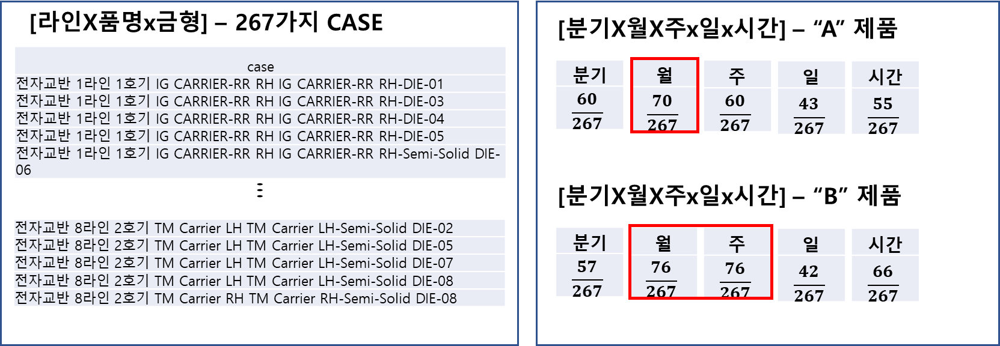 [라인X품명x금형] – 267가지 CASE
case
전자교반 1라인 1호기 IG CARRIER-RR RH IG CARRIER-RR RH-DIE-01
전자교반 1라인 1호기 IG CARRIER-RR RH IG CARRIER-RR RH-DIE-03
전자교반 1라인 1호기 IG CARRIER-RR RH IG CARRIER-RR RH-DIE-04
전자교반 1라인 1호기 IG CARRIER-RR RH IG CARRIER-RR RH-DIE-05
전자교반 1라인 1호기 IG CARRIER-RR RH IG CARRIER-RR RH-Semi-Solid DIE-
06
전자교반 8라인 2호기 TM Carrier LH TM Carrier LH-Semi-Solid DIE-02
전자교반 8라인 2호기 TM Carrier LH TM Carrier LH-Semi-Solid DIE-05
전자교반 8라인 2호기 TM Carrier LH TM Carrier LH-Semi-Solid DIE-07
전자교반 8라인 2호기 TM Carrier LH TM Carrier LH-Semi-Solid DIE-08
전자교반 8라인 2호기 TM Carrier RH TM Carrier RH-Semi-Solid DIE-08
[분기X월X주x일x시간] – “A” 제품
분기 월 주 일 시간
60 70 60 43 55
267 267 267 267 267
[분기X월X주x일x시간] – “B” 제품
분기 월 주 일 시간
57 76 76 42 66
267 267 267 267 267